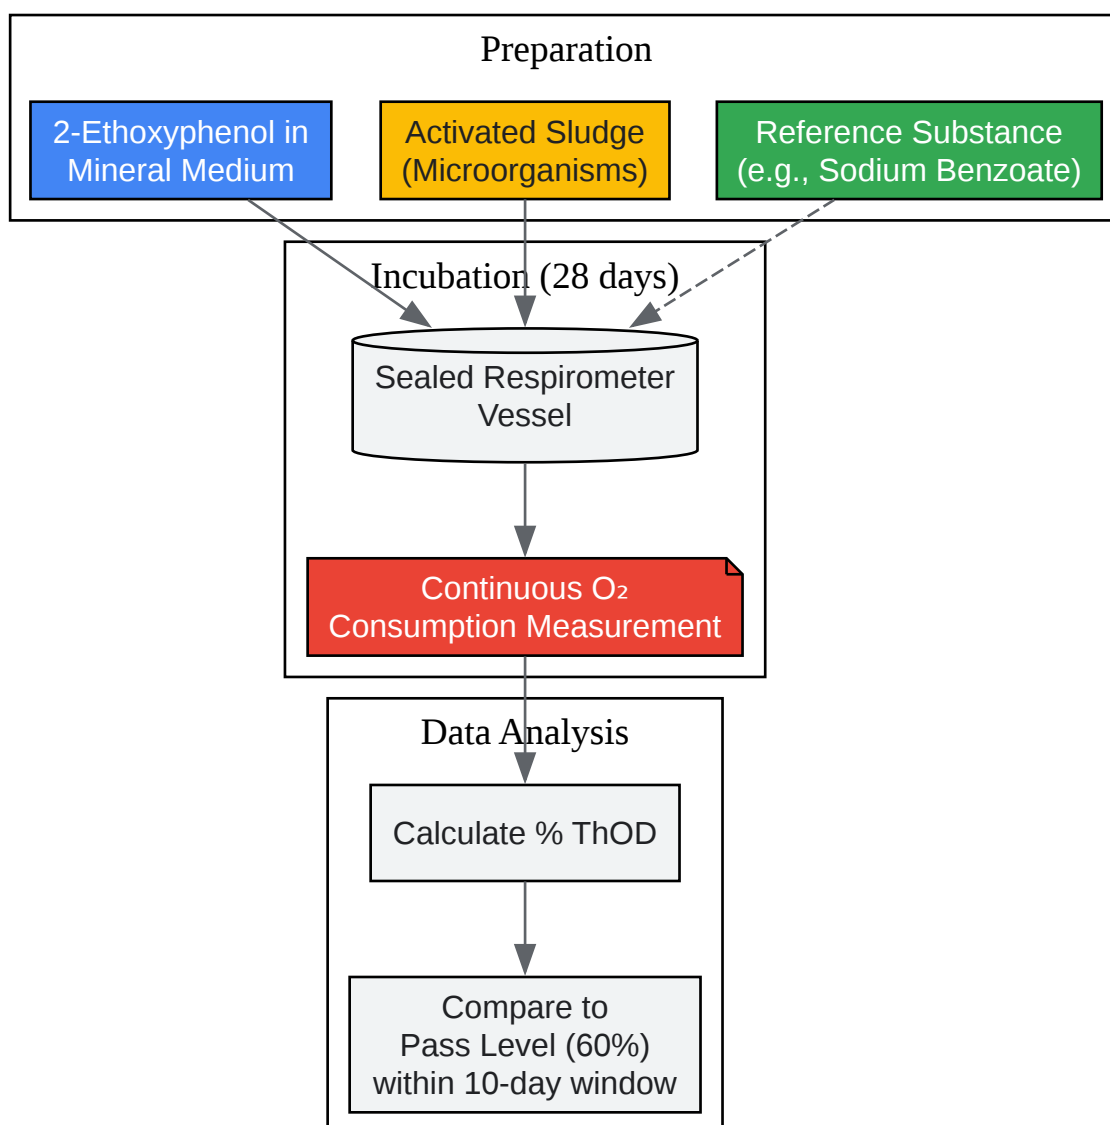 Preparation
2-Ethoxyphenol in
Mineral Medium
Activated Sludge
(Microorganisms)
Reference Substance
(e.g., Sodium Benzoate)
Incubation (28 days)
Sealed Respirometer
Vessel
Continuous O₂
Consumption Measurement
Data Analysis
Calculate % ThOD
Compare to
Pass Level (60%)
within 10-day window